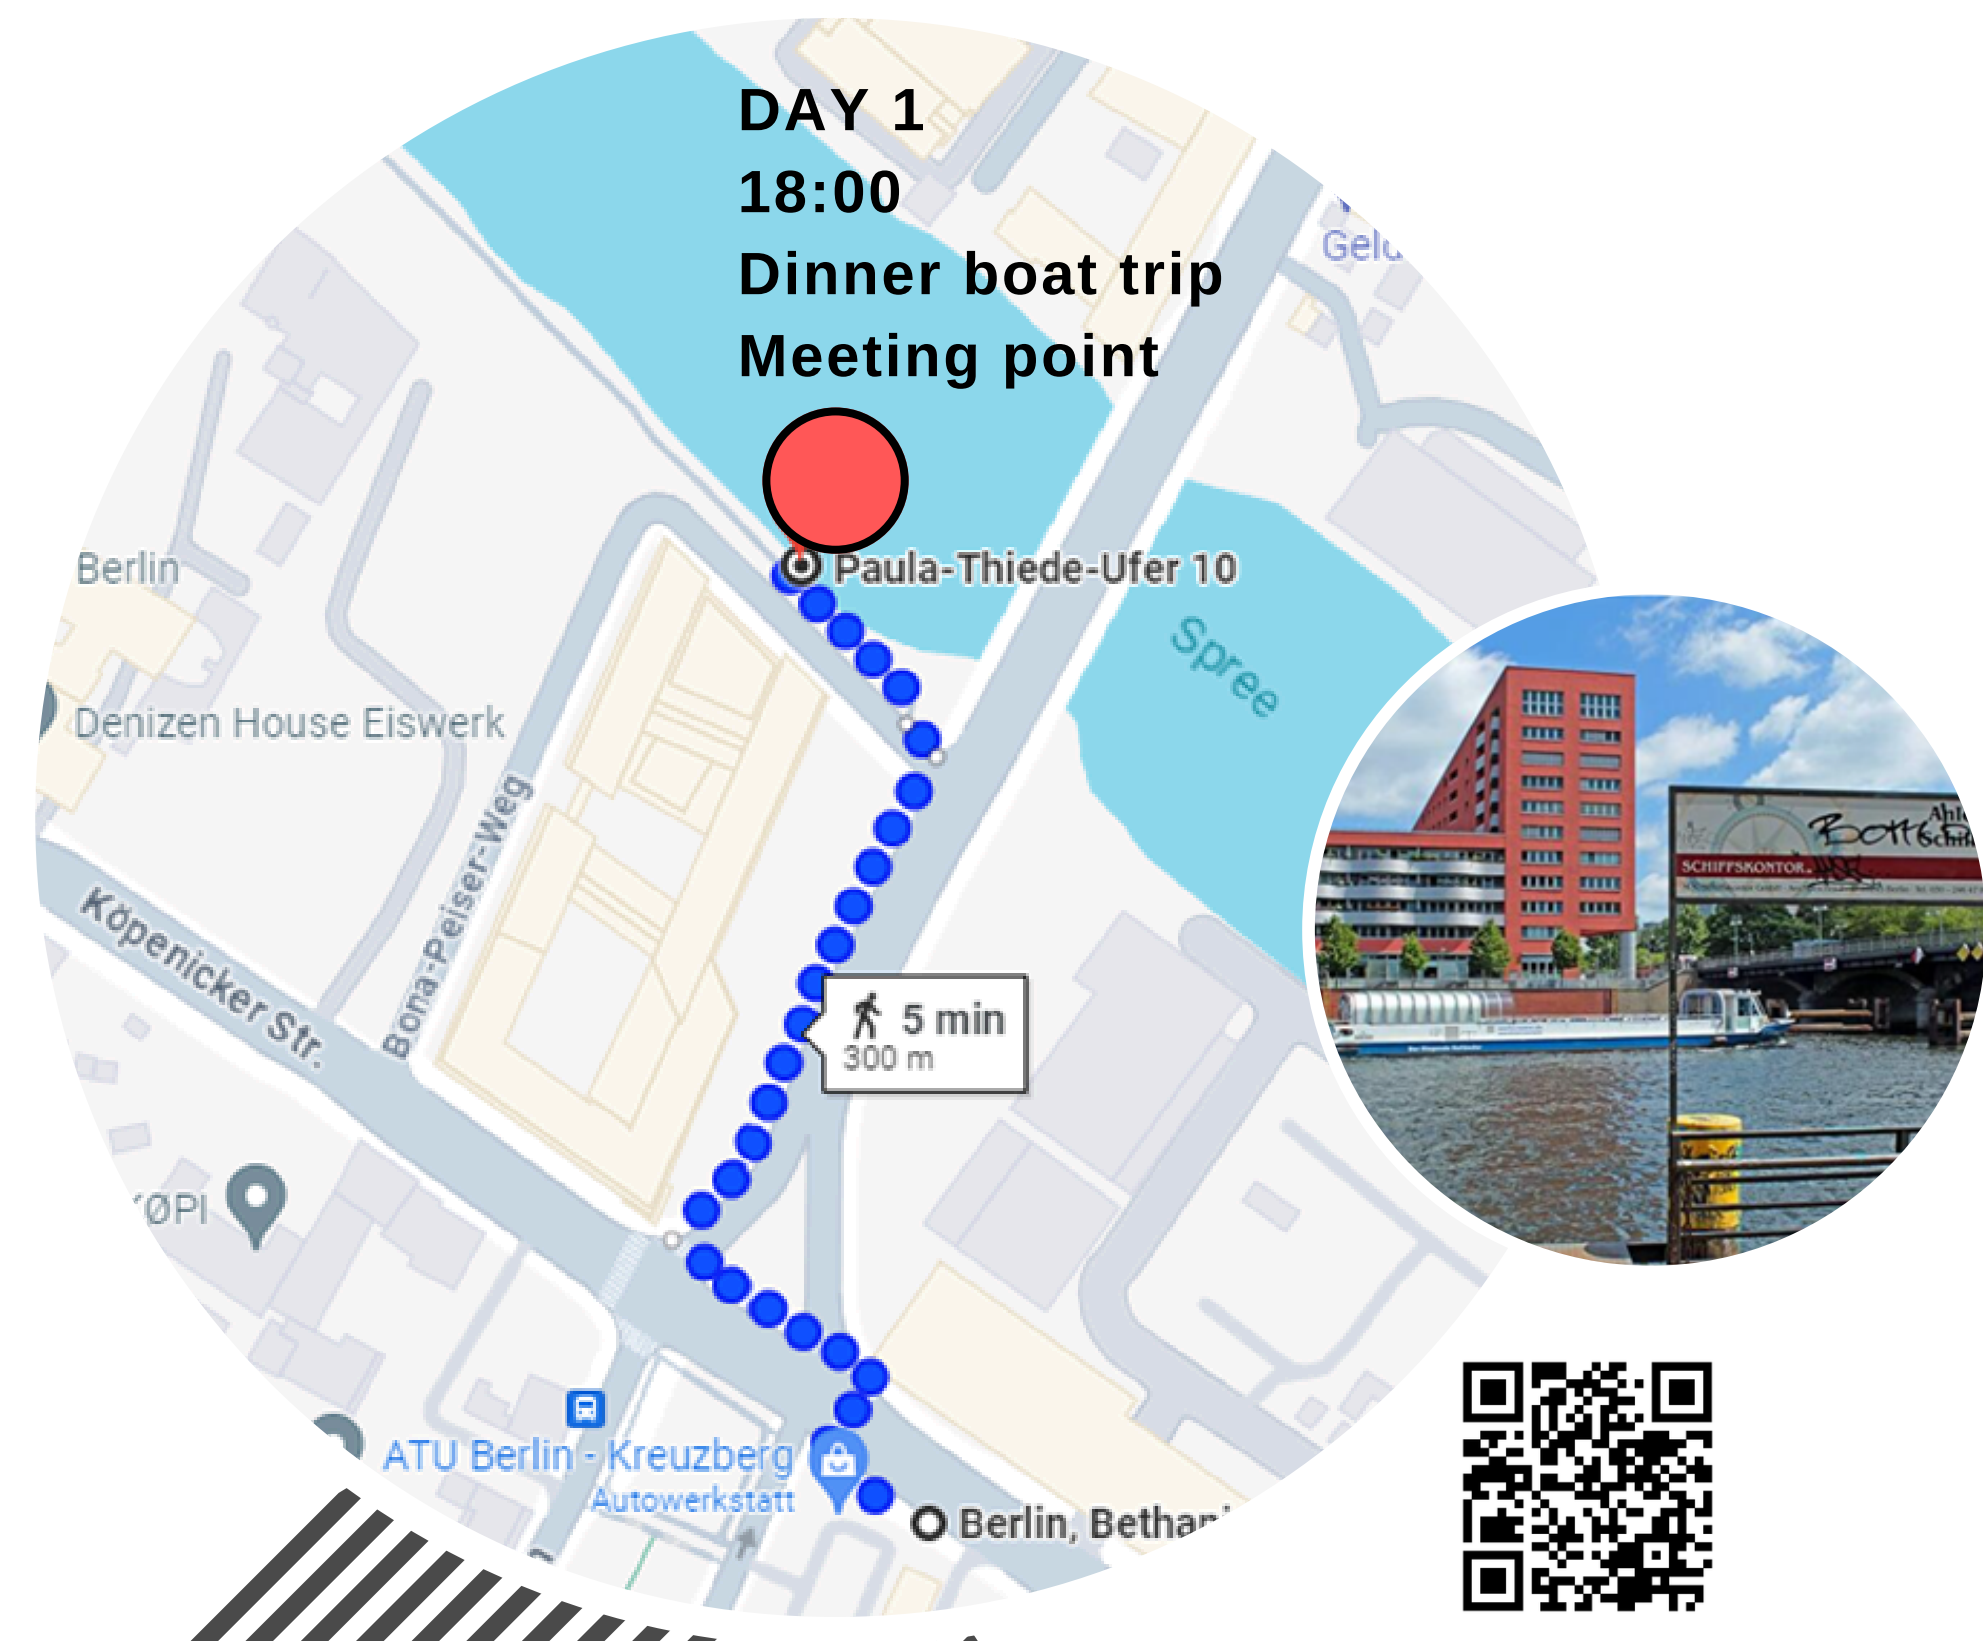 DAY 1
18:00
Dinner boat trip
Meeting point
Paula-Thiede-Ufer 10
Spree
Berlin
Denizen House Eiswerk
Bona-Peiser-Weg
Köpenicker Str.
5 min
300 m
SCHIFFSKONTOR
ATU Berlin - Kreuzberg
Autowerkstatt
Berlin,